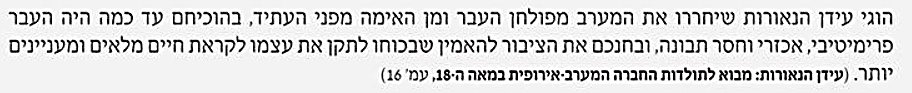 הוגי עידן הנאורות שיחררו את המערב מפולחן העבר ומן האימה מפני העתיד, בהוכיחם עד כמה היה העבר
פרימיטיבי, אכזרי וחסר תבונה, ובחנכם את הציבור להאמין שבכוחו לתקן את עצמו לקראת חיים מלאים ומעניינים
יותר. (עידן הנאורות: מבוא לתולדות החברה המערב-אירופית במאה ה-18, עמ' 16)